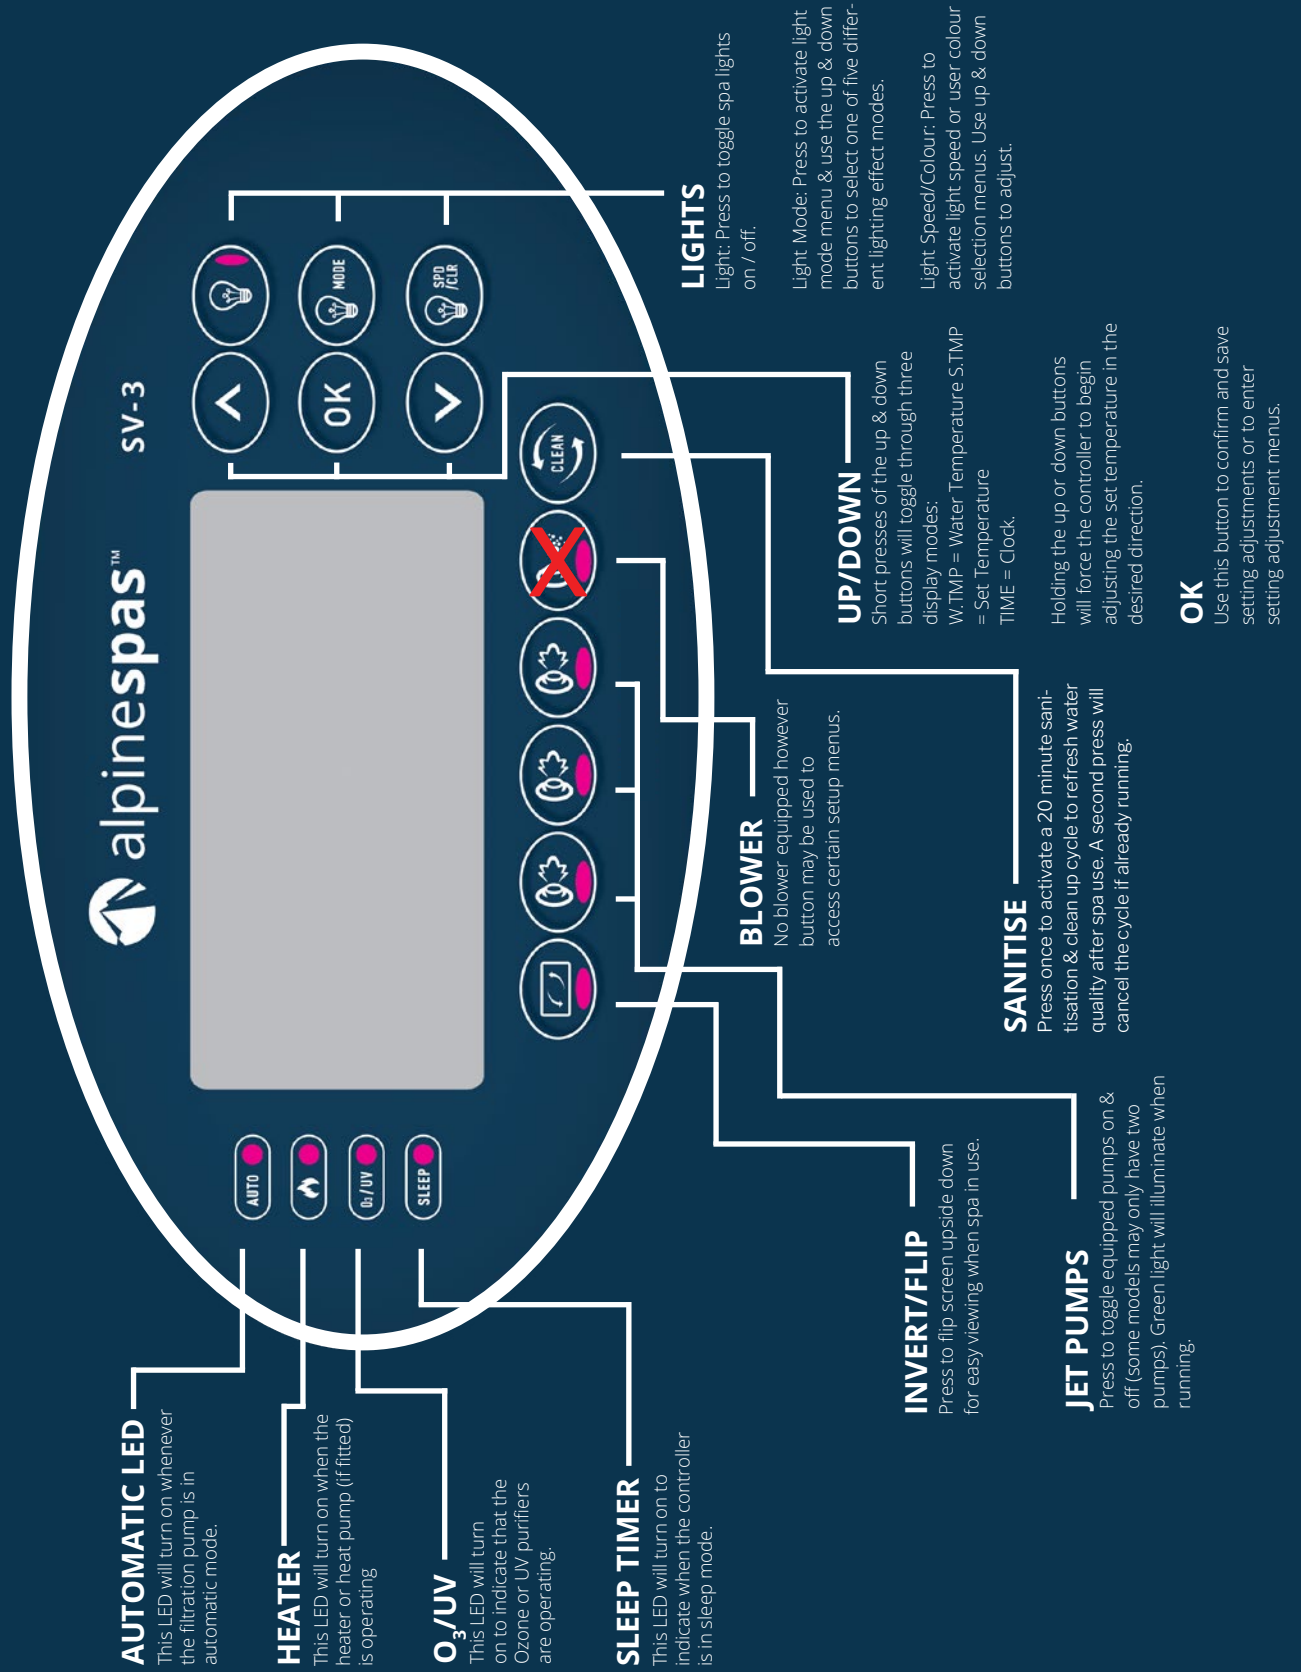 alpinespas™
SV-3
AUTO
O₃/UV
SLEEP
OK
MODE
SPD
/CLR
CLEAN
AUTOMATIC LED
This LED will turn on whenever
the filtration pump is in
automatic mode.
HEATER
This LED will turn on when the
heater or heat pump (if fitted)
is operating
O₃/UV
This LED will turn
on to indicate that the
Ozone or UV purifiers
are operating.
SLEEP TIMER
This LED will turn on to
indicate when the controller
is in sleep mode.
INVERT/FLIP
Press to flip screen upside down
for easy viewing when spa in use.
JET PUMPS
Press to toggle equipped pumps on &
off (some models may only have two
pumps). Green light will illuminate when
running.
BLOWER
No blower equipped however
button may be used to
access certain setup menus.
SANITISE
Press once to activate a 20 minute sani-
tisation & clean up cycle to refresh water
quality after spa use. A second press will
cancel the cycle if already running.
UP/DOWN
Short presses of the up & down
buttons will toggle through three
display modes:
W.TMP = Water Temperature S.TMP
= Set Temperature
TIME = Clock.
Holding the up or down buttons
will force the controller to begin
adjusting the set temperature in the
desired direction.
OK
Use this button to confirm and save
setting adjustments or to enter
setting adjustment menus.
LIGHTS
Light: Press to toggle spa lights
on / off.
Light Mode: Press to activate light
mode menu & use the up & down
buttons to select one of five differ-
ent lighting effect modes.
Light Speed/Colour: Press to
activate light speed or user colour
selection menus. Use up & down
buttons to adjust.